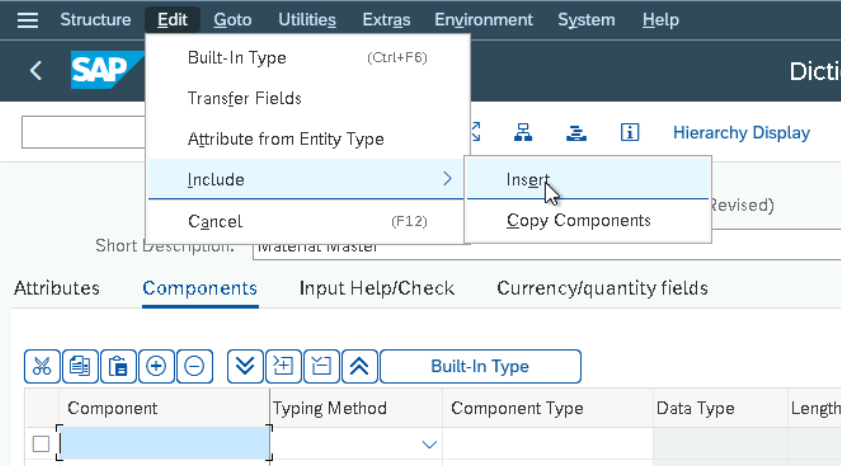 Structure Edit Goto Utilities Extras Environment System Help
SAP Dicti
Built-In Type (Ctrl+F6)
Transfer Fields
Attribute from Entity Type
Hierarchy Display
Include
Insert
Cancel (F12)
Copy Components
Revised)
Short Description: Material Master
Attributes Components Input Help/Check Currency/quantity fields
Built-In Type
Component Typing Method Component Type Data Type Length